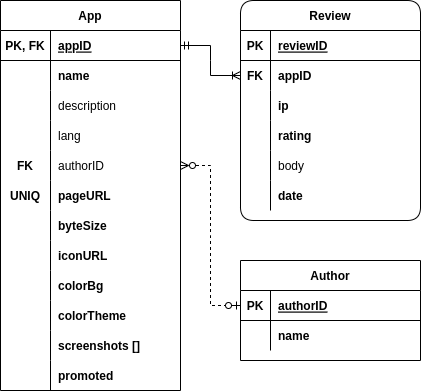 App
PK, FK appID
name
description
lang
FK authorID
UNIQ pageURL
byteSize
iconURL
colorBg
colorTheme
screenshots []
promoted
Review
PK reviewID
FK appID
ip
rating
body
date
Author
PK authorID
name